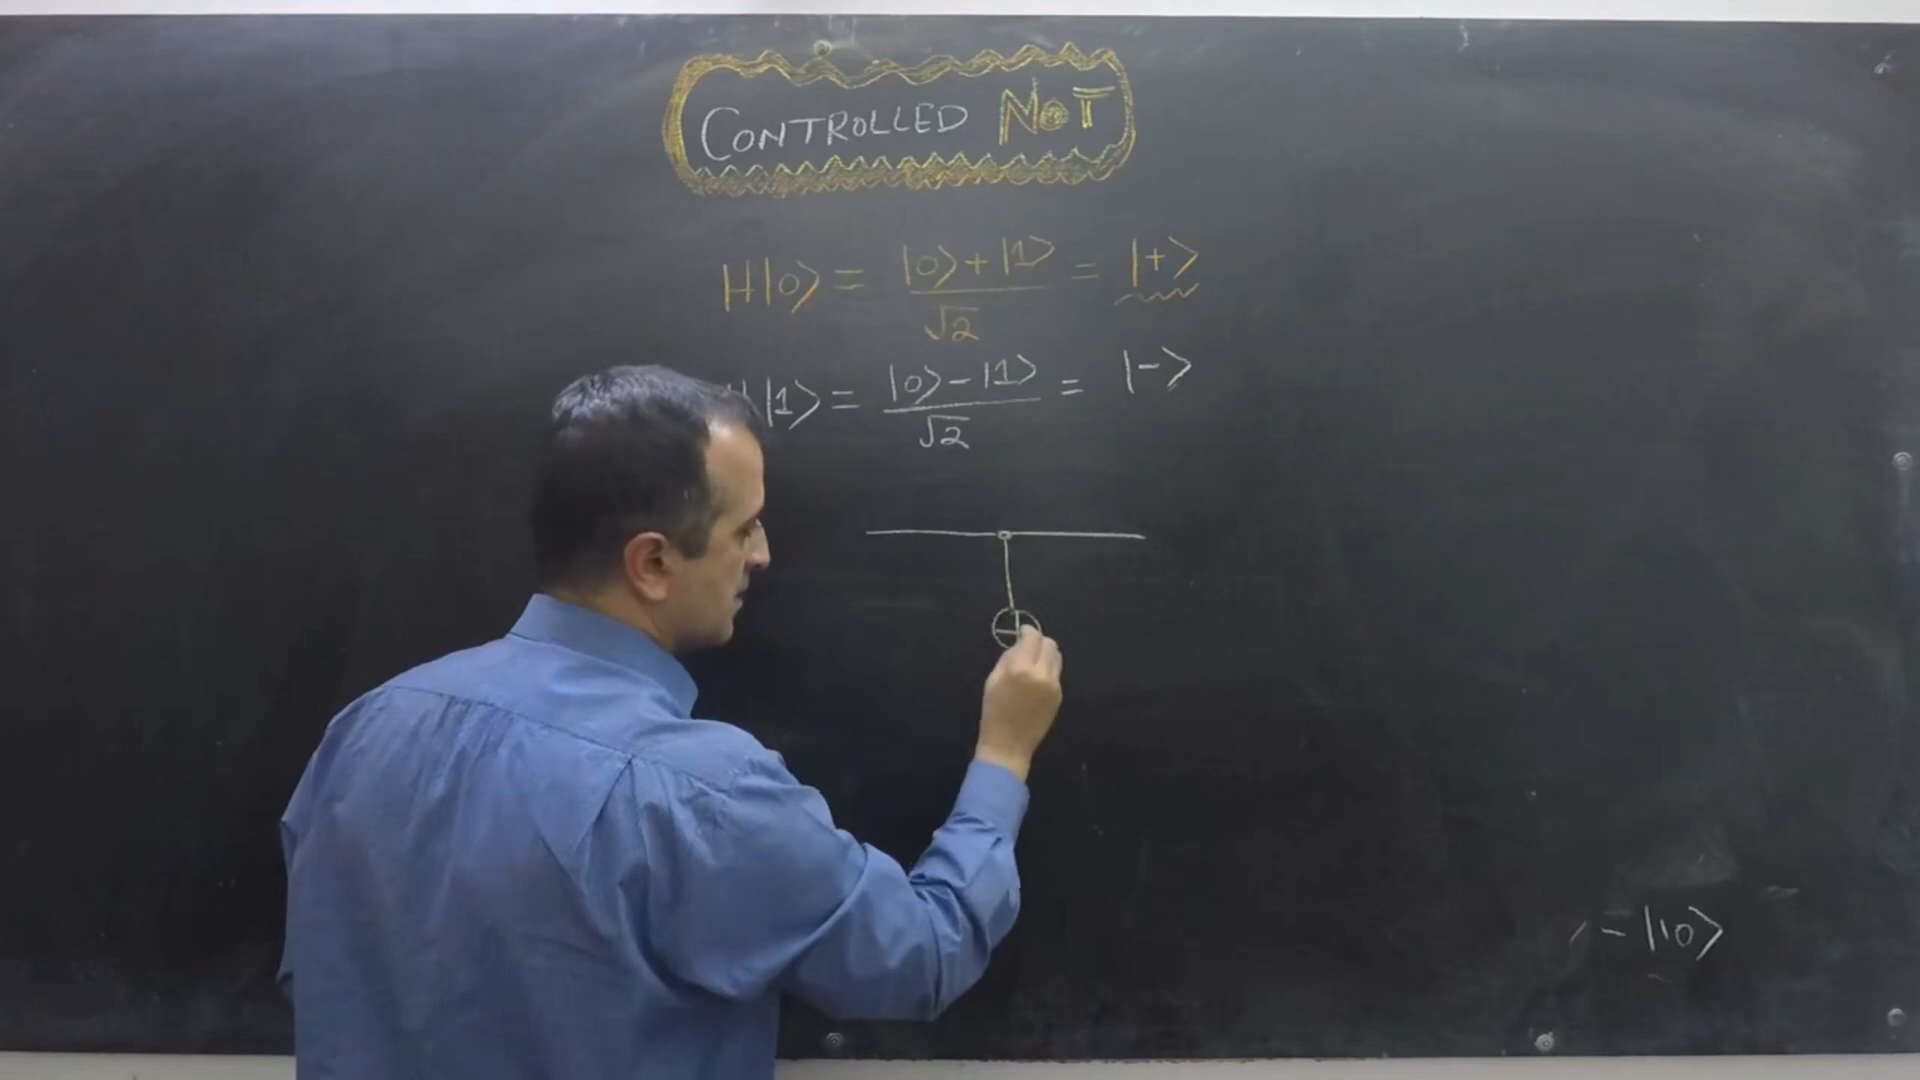 CONTROLLED NOT
H|0⟩ = |0⟩+|1⟩ / √2 = |+⟩
|1⟩ = |0⟩-|1⟩ / √2 = |-⟩
- |10⟩